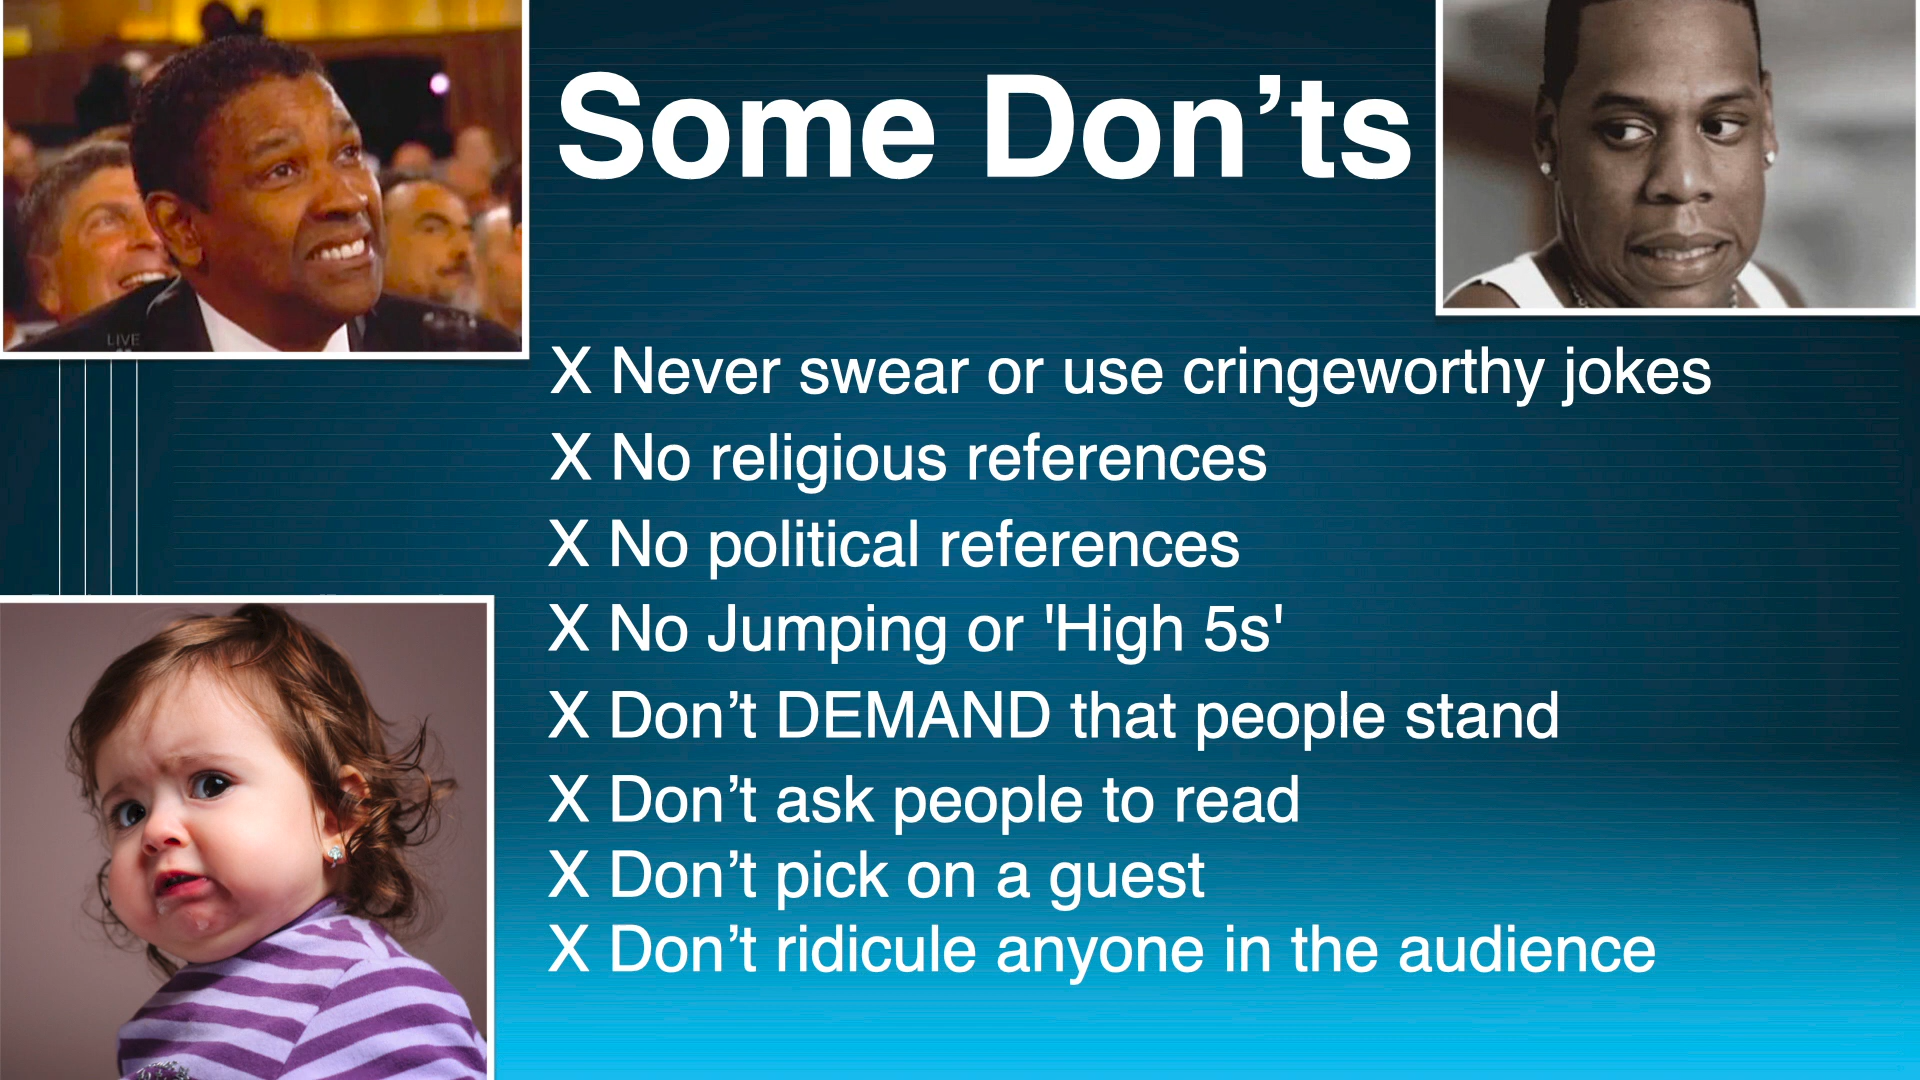 Some Don’ts
LIVE
X Never swear or use cringeworthy jokes
X No religious references
X No political references
X No Jumping or 'High 5s'
X Don’t DEMAND that people stand
X Don’t ask people to read
X Don’t pick on a guest
X Don’t ridicule anyone in the audience